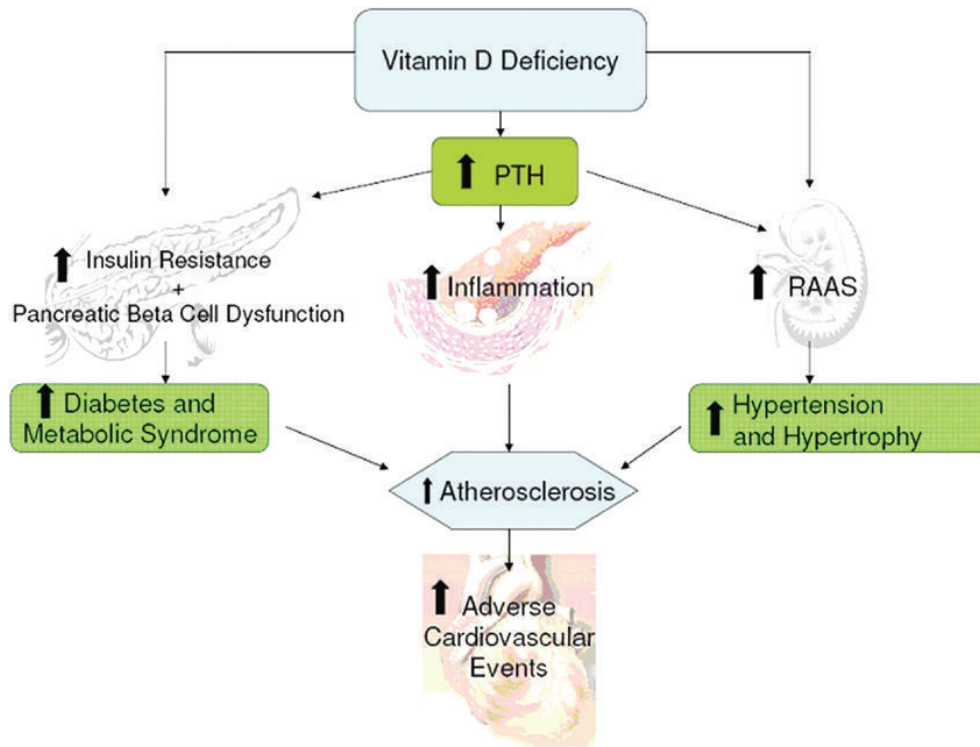 Vitamin D Deficiency
PTH
Insulin Resistance
+
Pancreatic Beta Cell Dysfunction
Inflammation
RAAS
Diabetes and
Metabolic Syndrome
Hypertension
and Hypertrophy
Atherosclerosis
Adverse
Cardiovascular
Events